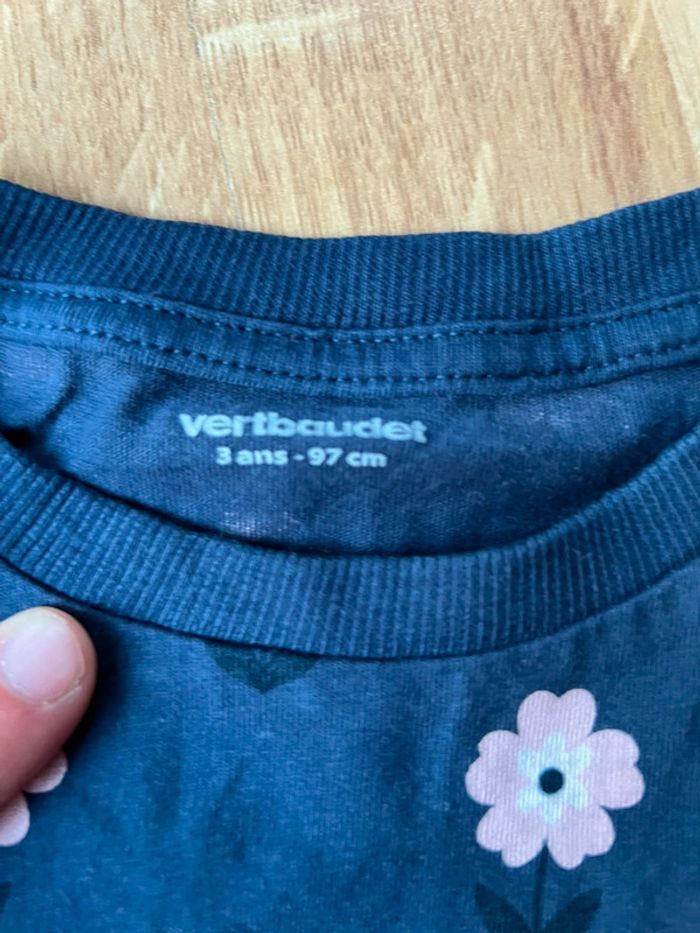 vertbaudet
3 ans - 97 cm